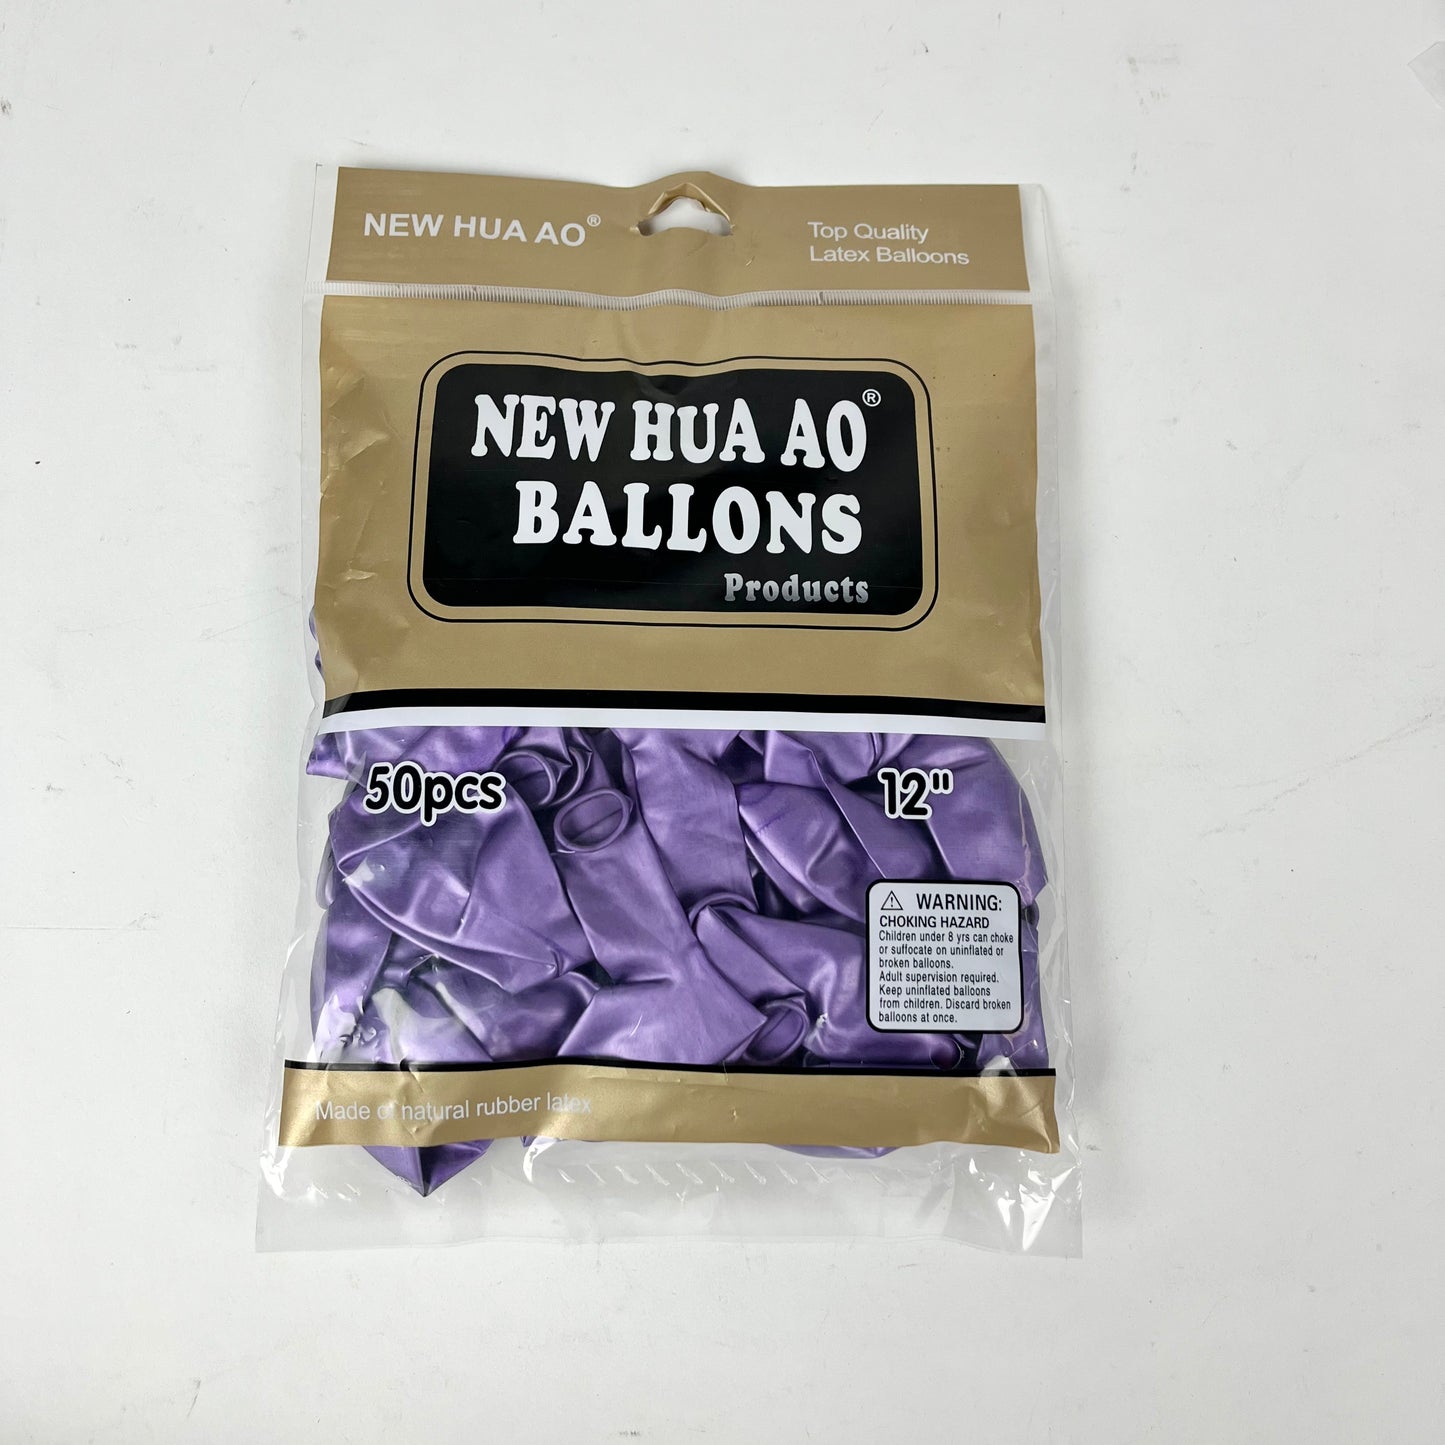 NEW HUA AO®
Top Quality
Latex Balloons
NEW HUA AO®
BALLONS
Products
50pcs
12"
⚠ WARNING:
CHOKING HAZARD
Children under 8 yrs can choke
or suffocate on uninflated or
broken balloons.
Adult supervision required.
Keep uninflated balloons
from children. Discard broken
balloons at once.
Made of natural rubber latex